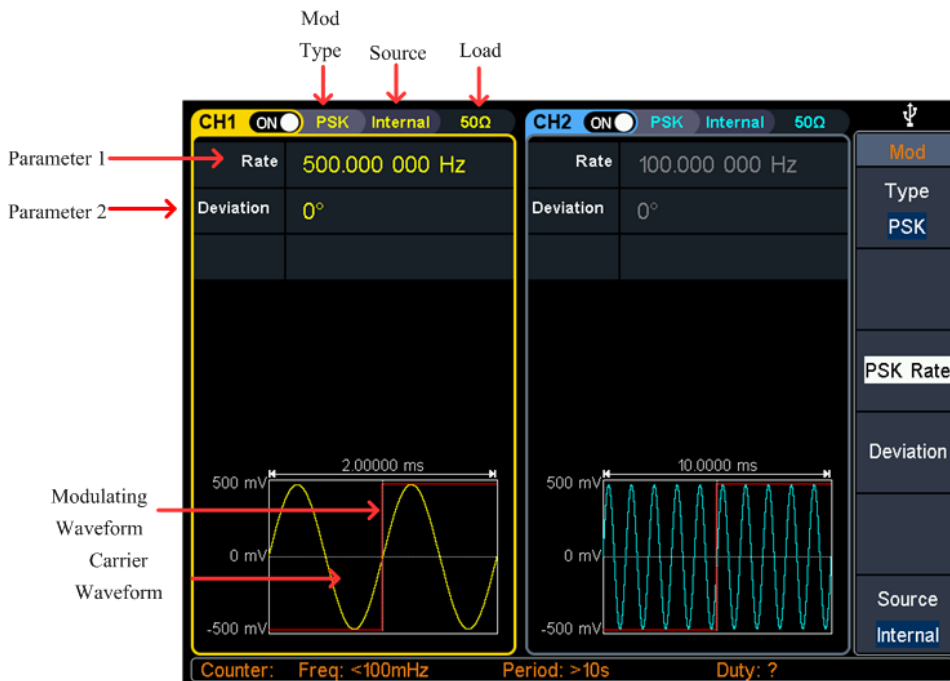 Mod
Type
Source
Load
CH1 ON PSK Internal 50Ω
CH2 ON PSK Internal 50Ω
Parameter 1
Rate 500.000 000 Hz
Rate 100.000 000 Hz
Mod
Parameter 2
Deviation 0°
Deviation 0°
Type
PSK
PSK Rate
Deviation
2.00000 ms
10.0000 ms
500 mV
500 mV
Modulating
Waveform
0 mV
0 mV
Carrier
Waveform
-500 mV
-500 mV
Source
Internal
Counter: Freq: <100mHz Period: >10s Duty: ?